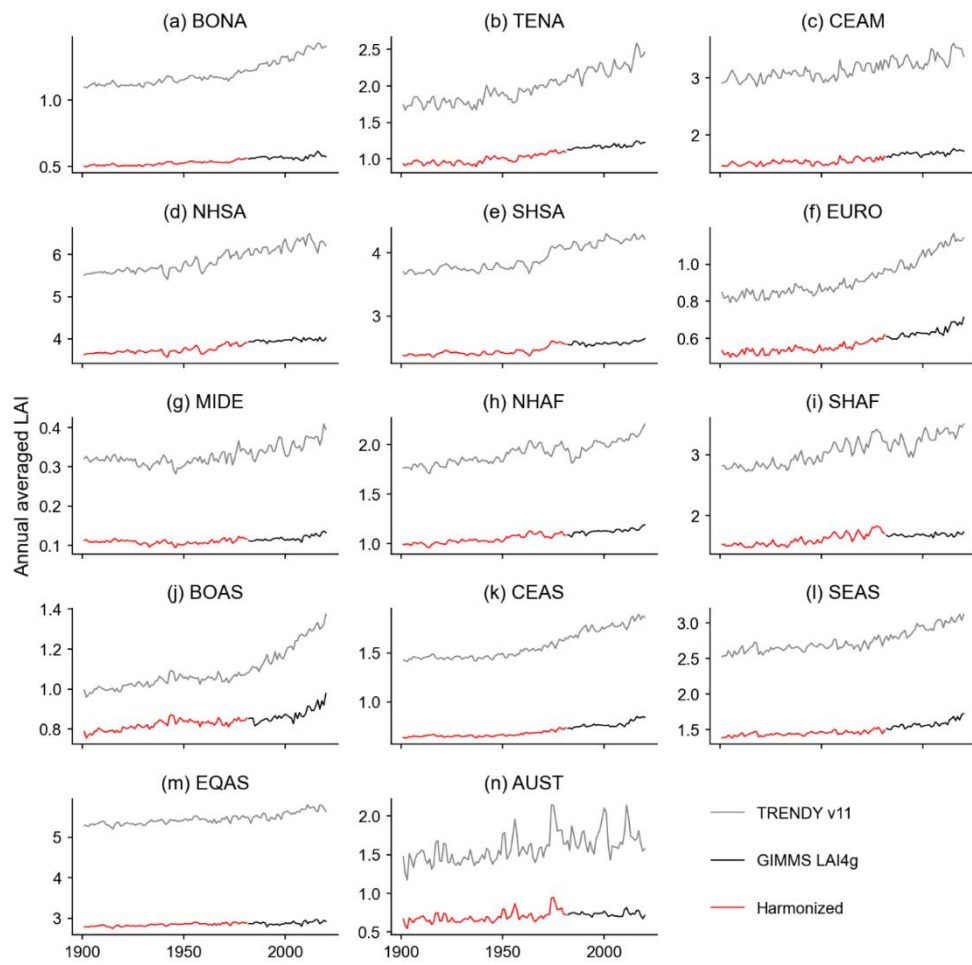 (a) BONA
(b) TENA
(c) CEAM
1.0
0.5
2.5
2.0
1.5
1.0
3
2
1900
1950
2000
(d) NHSA
(e) SHSA
(f) EURO
6
5
4
4
3
1.0
0.8
0.6
Annual averaged LAI
(g) MIDE
(h) NHAF
(i) SHAF
0.4
0.3
0.2
0.1
2.0
1.5
1.0
3
2
(j) BOAS
(k) CEAS
(l) SEAS
1.4
1.2
1.0
0.8
1.5
1.0
3.0
2.5
2.0
1.5
(m) EQAS
(n) AUST
5
4
3
2.0
1.5
1.0
0.5
1900
1950
2000
1900
1950
2000
TRENDY v11
GIMMS LAI4g
Harmonized